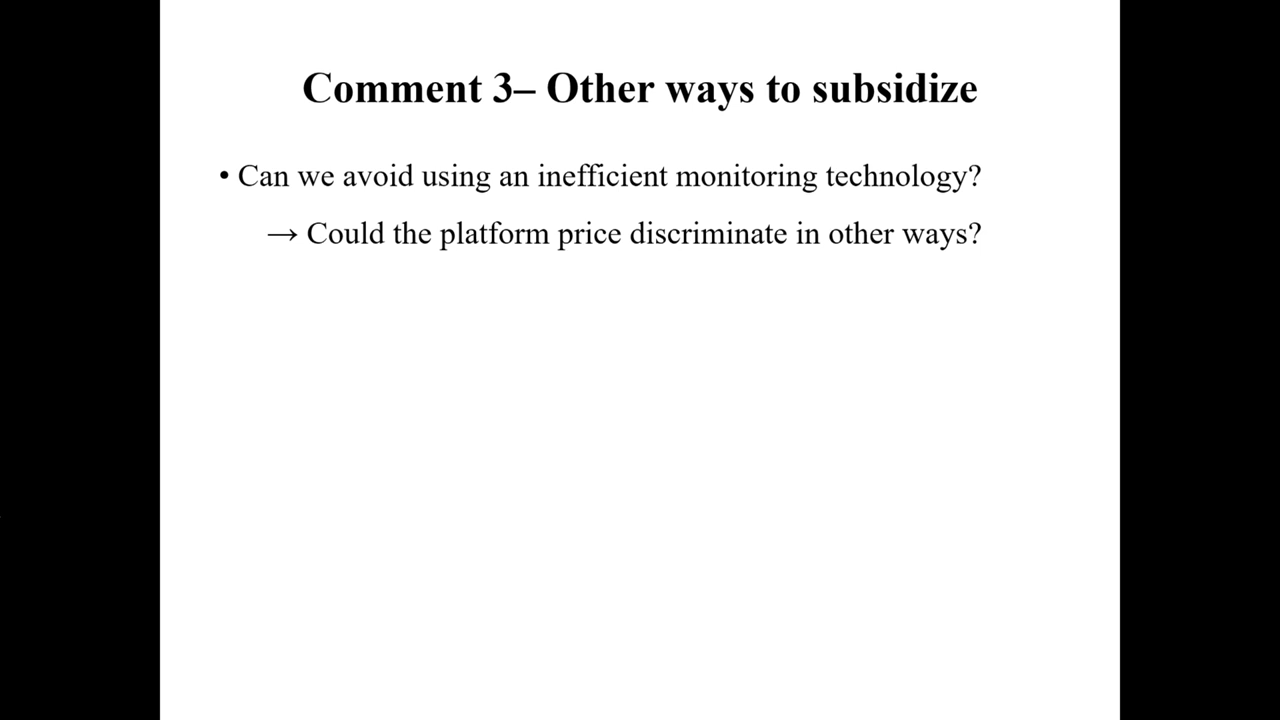 Comment 3– Other ways to subsidize
• Can we avoid using an inefficient monitoring technology?
→ Could the platform price discriminate in other ways?